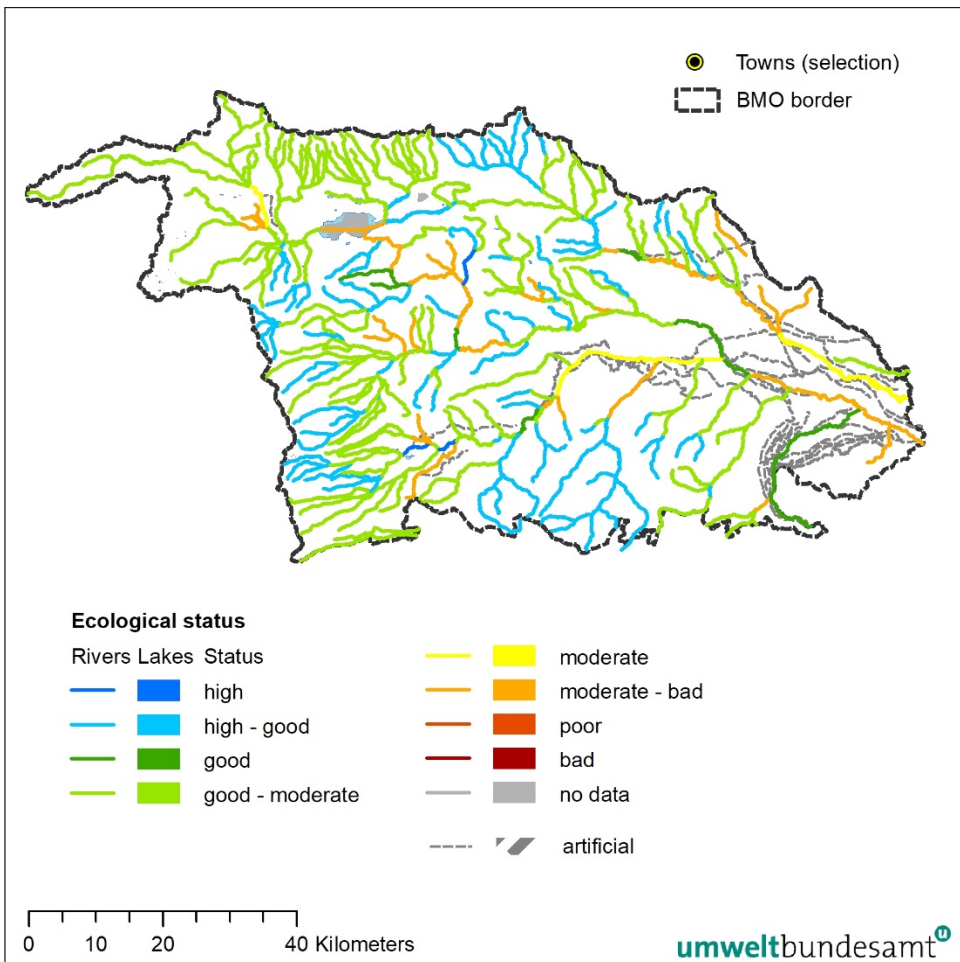 Towns (selection)
BMO border
Ecological status
Rivers Lakes Status
high
high - good
good
good - moderate
moderate
moderate - bad
poor
bad
no data
artificial
0 10 20 40 Kilometers
umweltbundesamt u